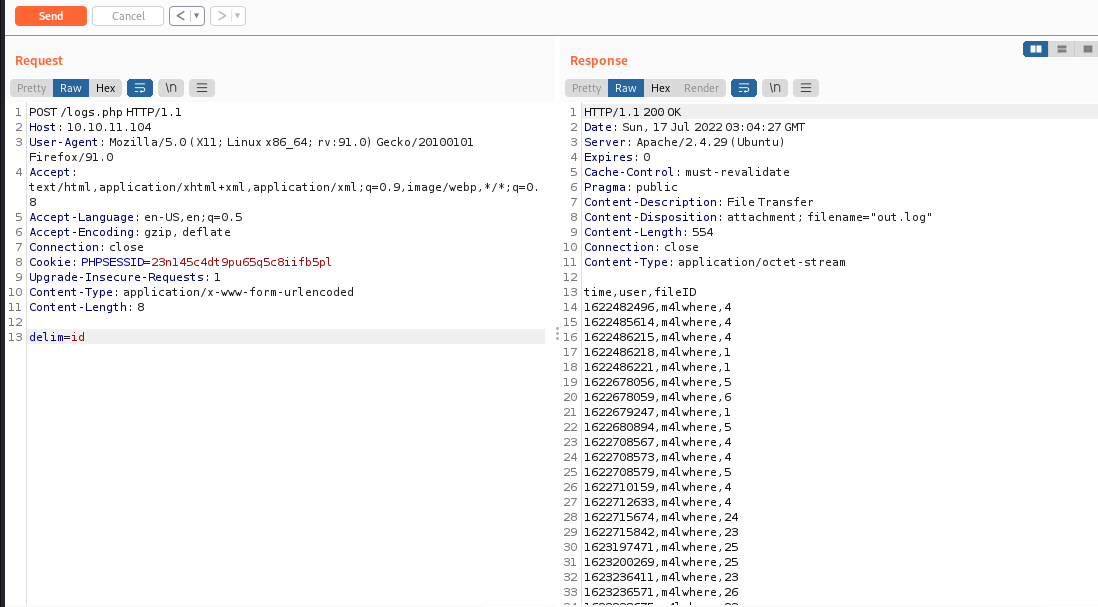 Send Cancel < ▾ > ▾
Request
Pretty Raw Hex \n
1 POST /logs.php HTTP/1.1
2 Host: 10.10.11.104
3 User-Agent: Mozilla/5.0 (X11; Linux x86_64; rv:91.0) Gecko/20100101
Firefox/91.0
4 Accept:
text/html,application/xhtml+xml,application/xml;q=0.9,image/webp,*/*;q=0.
8
5 Accept-Language: en-US,en;q=0.5
6 Accept-Encoding: gzip, deflate
7 Connection: close
8 Cookie: PHPSESSID=23n145c4dt9pu65q5c8iifb5pl
9 Upgrade-Insecure-Requests: 1
10 Content-Type: application/x-www-form-urlencoded
11 Content-Length: 8
12
13 delim=id
Response
Pretty Raw Hex Render \n
1 HTTP/1.1 200 OK
2 Date: Sun, 17 Jul 2022 03:04:27 GMT
3 Server: Apache/2.4.29 (Ubuntu)
4 Expires: 0
5 Cache-Control: must-revalidate
6 Pragma: public
7 Content-Description: File Transfer
8 Content-Disposition: attachment; filename="out.log"
9 Content-Length: 554
10 Connection: close
11 Content-Type: application/octet-stream
12
13 time,user,fileID
14 1622482496,m4lwhere,4
15 1622485614,m4lwhere,4
16 1622486215,m4lwhere,4
17 1622486218,m4lwhere,1
18 1622486221,m4lwhere,1
19 1622678056,m4lwhere,5
20 1622678059,m4lwhere,6
21 1622679247,m4lwhere,1
22 1622680894,m4lwhere,5
23 1622708567,m4lwhere,4
24 1622708573,m4lwhere,4
25 1622708579,m4lwhere,5
26 1622710159,m4lwhere,4
27 1622712633,m4lwhere,4
28 1622715674,m4lwhere,24
29 1622715842,m4lwhere,23
30 1623197471,m4lwhere,25
31 1623200269,m4lwhere,25
32 1623236411,m4lwhere,23
33 1623236571,m4lwhere,26